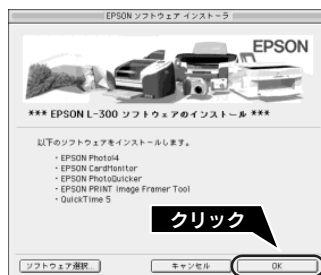 EPSON ソフトウェア インストーラ
EPSON
*** EPSON L-300 ソフトウェアのインストール ***
以下のソフトウェアをインストールします。
・EPSON Photo!4
・EPSON CardMonitor
・EPSON PhotoQuicker
・EPSON PRINT Image Framer Tool
・QuickTime 5
クリック
ソフトウェア選択...
キャンセル
OK